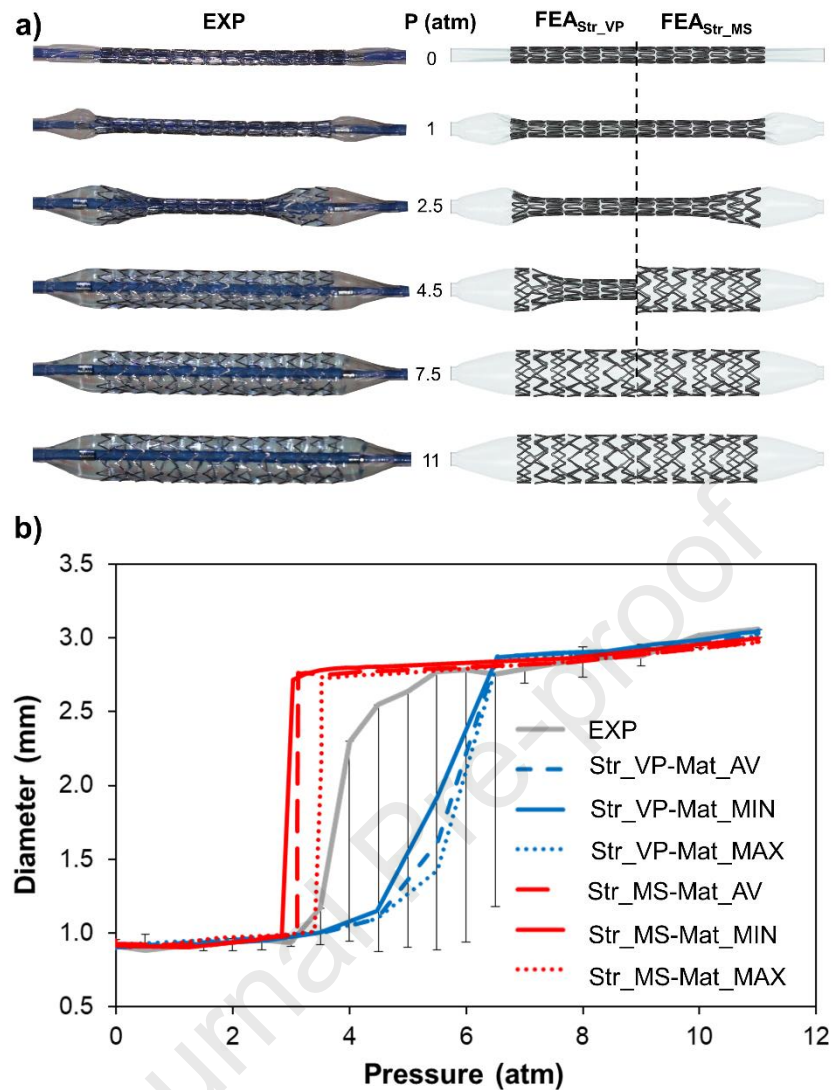 a) EXP P (atm) FEAStr_VP FEAStr_MS
0
1
2.5
4.5
7.5
11
b)
3.5
3.0
2.5
2.0
1.5
1.0
0.5
Diameter (mm)
EXP
Str_VP-Mat_AV
Str_VP-Mat_MIN
Str_VP-Mat_MAX
Str_MS-Mat_AV
Str_MS-Mat_MIN
Str_MS-Mat_MAX
0 2 4 6 8 10 12
Pressure (atm)
urnal Pre-proof